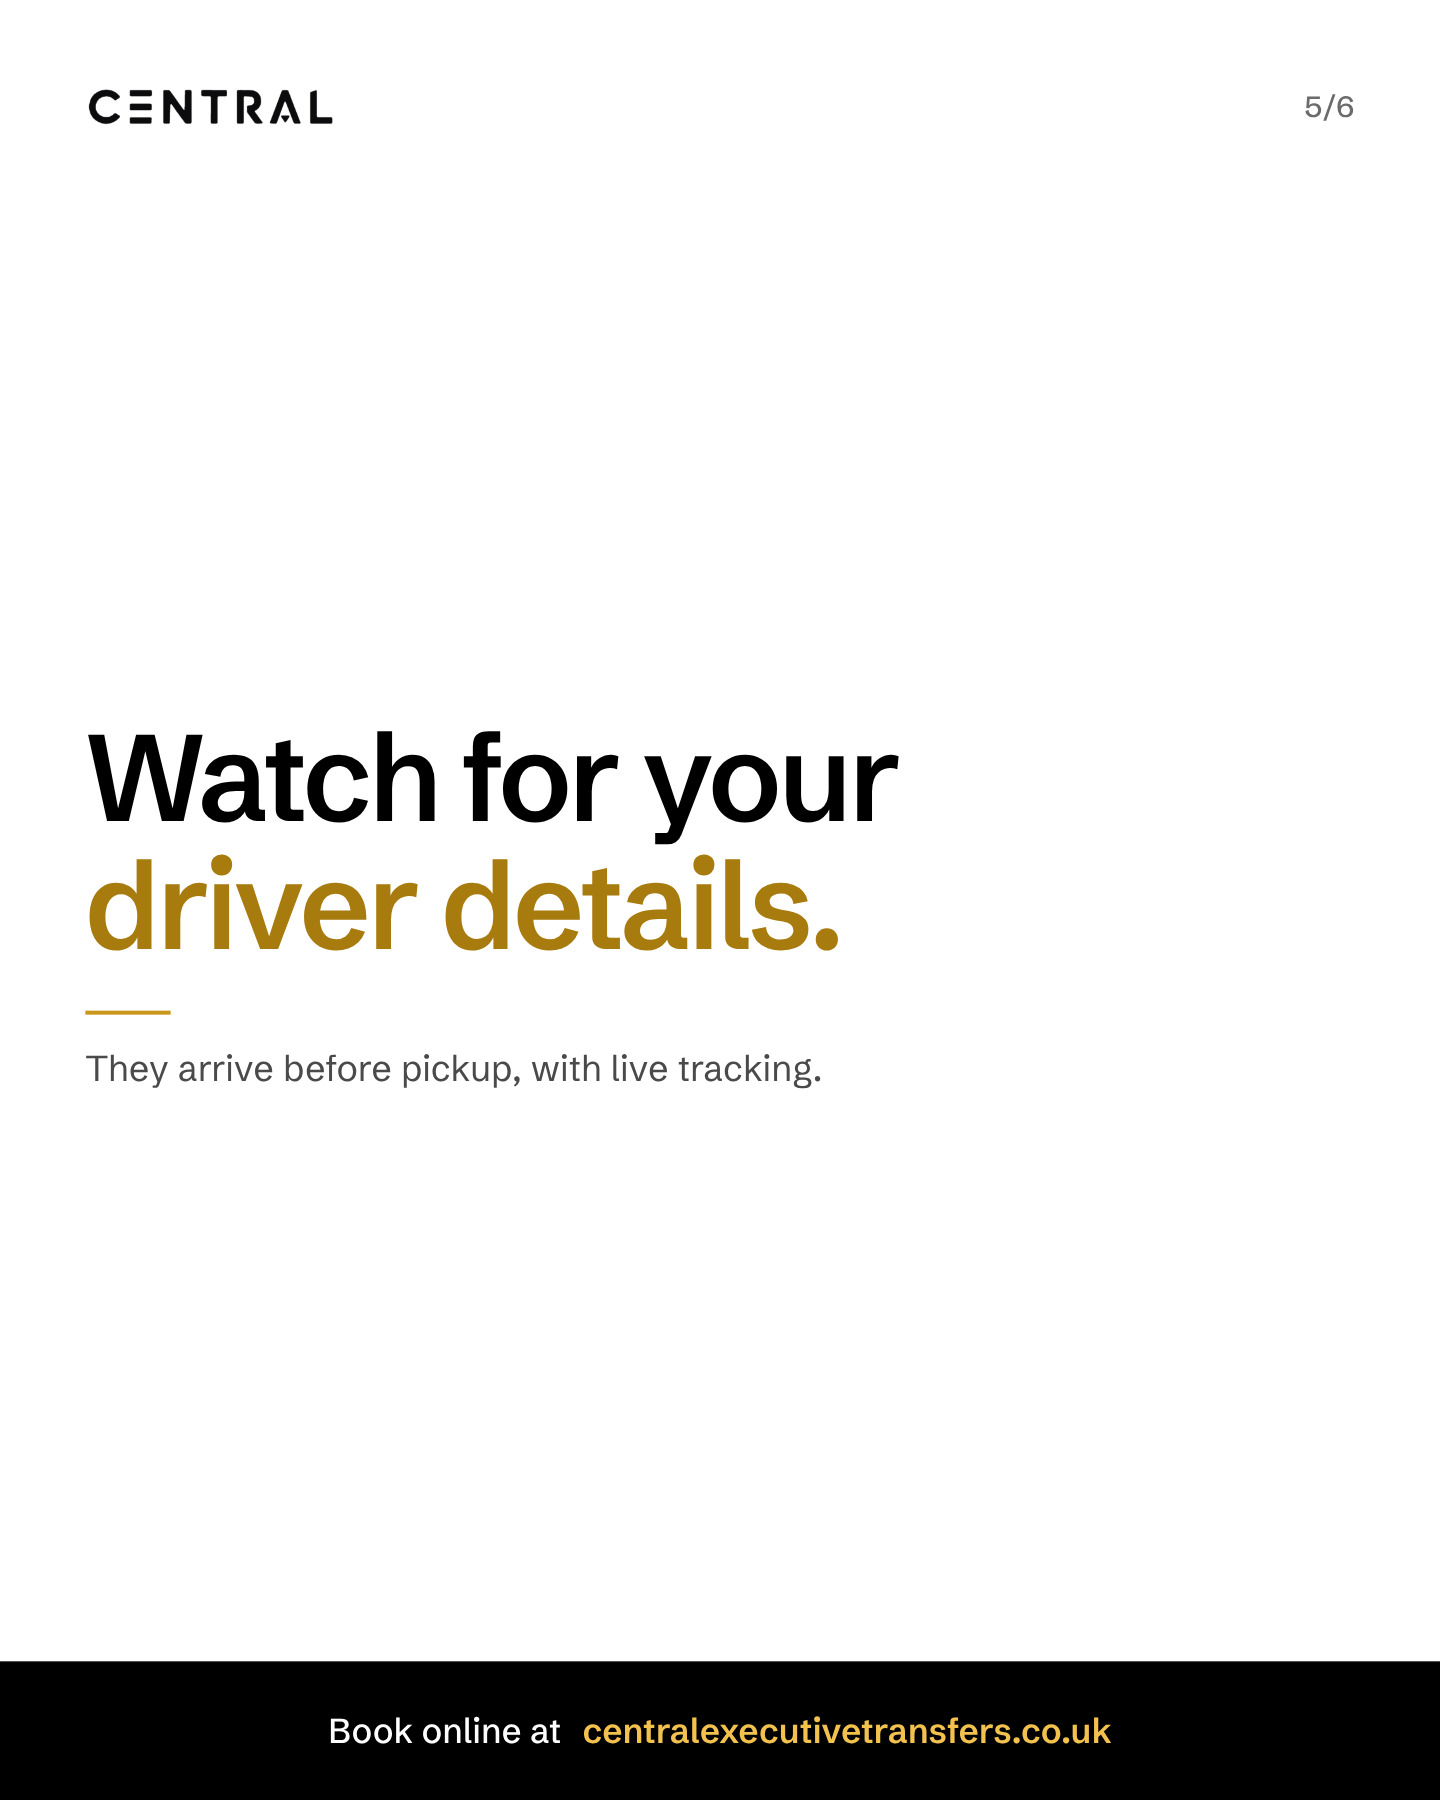 CENTRAL
5/6
Watch for your
driver details.
They arrive before pickup, with live tracking.
Book online at centralexecutivetransfers.co.uk